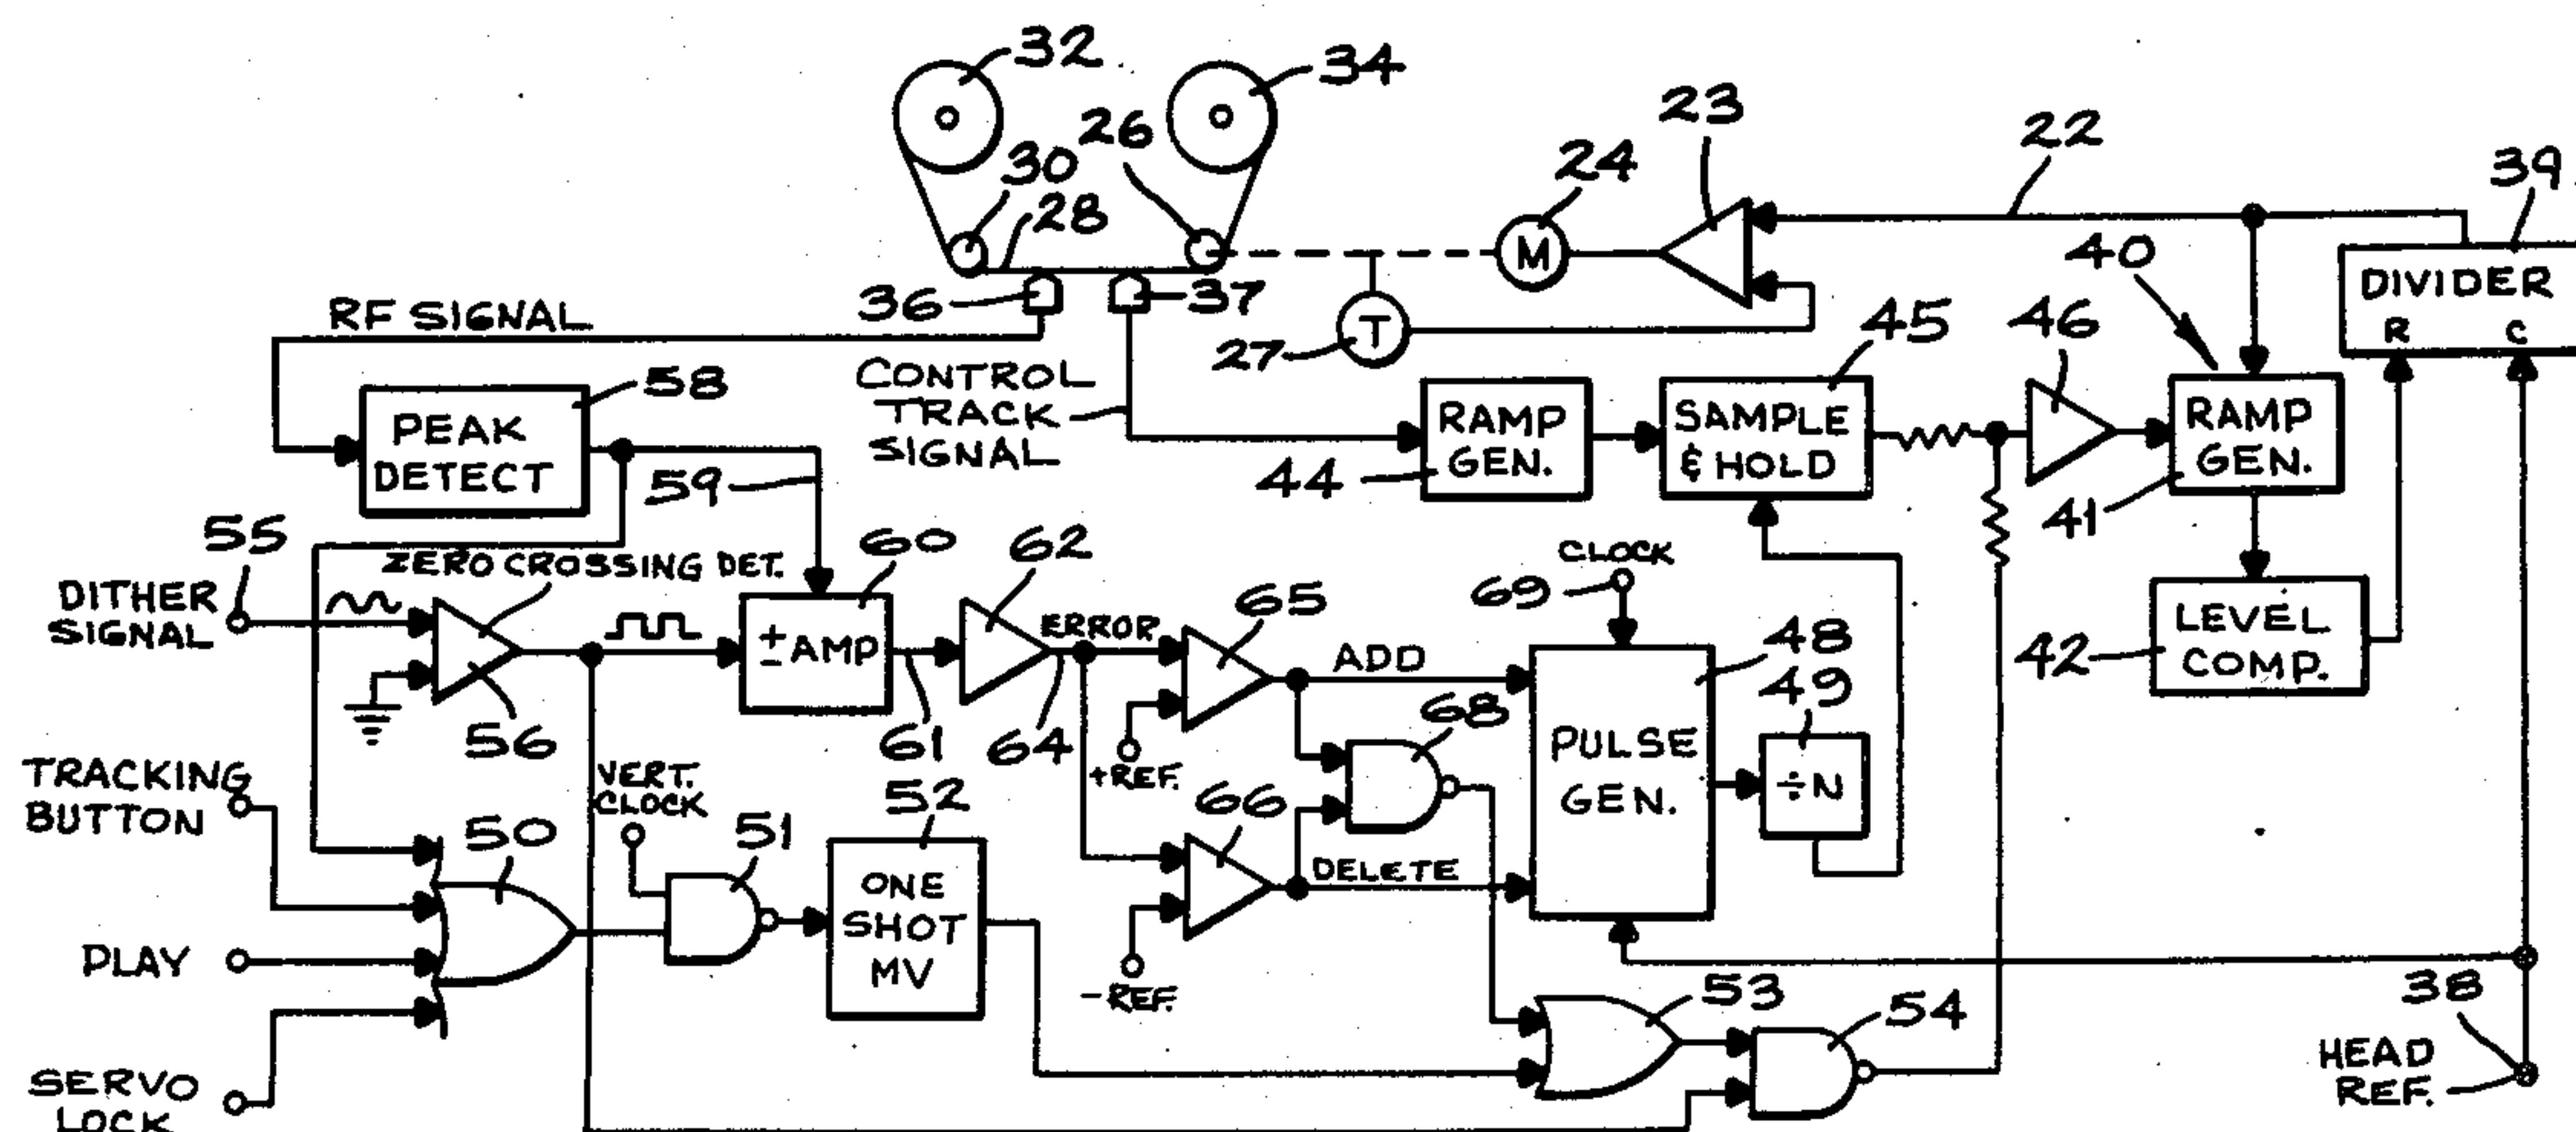 32
34
26
30
28
23
24
22
39
M
40
DIVIDER
R C
36
37
T
27
RF SIGNAL
CONTROL
TRACK
SIGNAL
45
46
58
PEAK
DETECT
59
RAMP
GEN.
44
SAMPLE
& HOLD
RAMP
GEN.
41
55
DITHER
SIGNAL
ZERO CROSSING DET.
56
60
± AMP
61
62
ERROR
64
65
ADD
+REF.
CLOCK
69
48
PULSE
GEN.
49
÷N
LEVEL
COMP.
42
TRACKING
BUTTON
VERT.
CLOCK
50
51
52
ONE
SHOT
MV
66
68
DELETE
-REF.
PLAY
SERVO
LOCK
53
54
38
HEAD
REF.